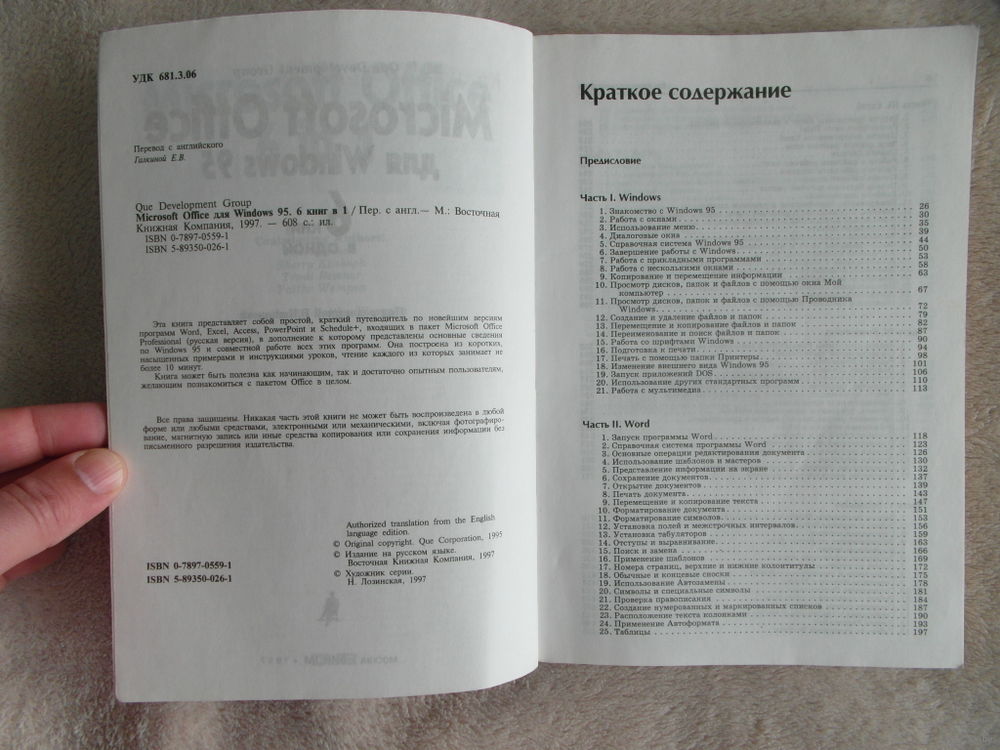 УДК 681.3.06
Перевод с английского
Галкиной Е.В.
Que Development Group
Microsoft Office для Windows 95. 6 книг в 1 / Пер. с англ.— М.: Восточная
Книжная Компания, 1997. — 608 с.: ил.
ISBN 0-7897-0559-1
ISBN 5-89350-026-1
Эта книга представляет собой простой, краткий путеводитель по новейшим версиям
программ Word, Excel, Access, PowerPoint и Schedule+, входящих в пакет Microsoft Office
Professional (русская версия), в дополнение к которому представлены основные сведения
по Windows 95 и совместной работе всех этих программ. Она построена из коротких,
насыщенных примерами и инструкциями уроков, чтение каждого из которых занимает не
более 10 минут.
Книга может быть полезна как начинающим, так и достаточно опытным пользователям,
желающим познакомиться с пакетом Office в целом.
Все права защищены. Никакая часть этой книги не может быть воспроизведена в любой
форме или любыми средствами, электронными или механическими, включая фотографиро-
вание, магнитную запись или иные средства копирования или сохранения информации без
письменного разрешения издательства.
Authorized translation from the English
language edition.
© Original copyright. Que Corporation, 1995
© Издание на русском языке.
Восточная Книжная Компания, 1997
© Художник серии.
Н. Лозинская, 1997
ISBN 0-7897-0559-1
ISBN 5-89350-026-1
Краткое содержание
Предисловие
Часть I. Windows
1. Знакомство с Windows 95 26
2. Работа с окнами 30
3. Использование меню 35
4. Диалоговые окна 39
5. Справочная система Windows 95 44
6. Завершение работы с Windows 50
7. Работа с прикладными программами 53
8. Работа с несколькими окнами 58
9. Копирование и перемещение информации 63
10. Просмотр дисков, папок и файлов с помощью окна Мой
компьютер 67
11. Просмотр дисков, папок и файлов с помощью Проводника
Windows 72
12. Создание и удаление файлов и папок 79
13. Перемещение и копирование файлов и папок 82
14. Переименование и поиск файлов и папок 87
15. Работа со шрифтами Windows 90
16. Подготовка к печати 94
17. Печать с помощью папки Принтеры 98
18. Изменение внешнего вида Windows 95 101
19. Запуск приложений DOS 106
20. Использование других стандартных программ 110
21. Работа с мультимедиа 113
Часть II. Word
1. Запуск программы Word 118
2. Справочная система программы Word 123
3. Основные операции редактирования документа 126
4. Использование шаблонов и мастеров 130
5. Представление информации на экране 132
6. Сохранение документов 137
7. Открытие документов 139
8. Печать документа 143
9. Перемещение и копирование текста 147
10. Форматирование документа 151
11. Форматирование символов 153
12. Установка полей и межстрочных интервалов 156
13. Установка табуляторов 159
14. Отступы и выравнивание 163
15. Поиск и замена 166
16. Применение шаблонов 169
17. Номера страниц, верхние и нижние колонтитулы 172
18. Обычные и концевые сноски 175
19. Использование Автозамены 178
20. Символы и специальные символы 181
21. Проверка правописания 184
22. Создание нумерованных и маркированных списков 187
23. Расположение текста колонками 190
24. Применение Автоформата 193
25. Таблицы 197